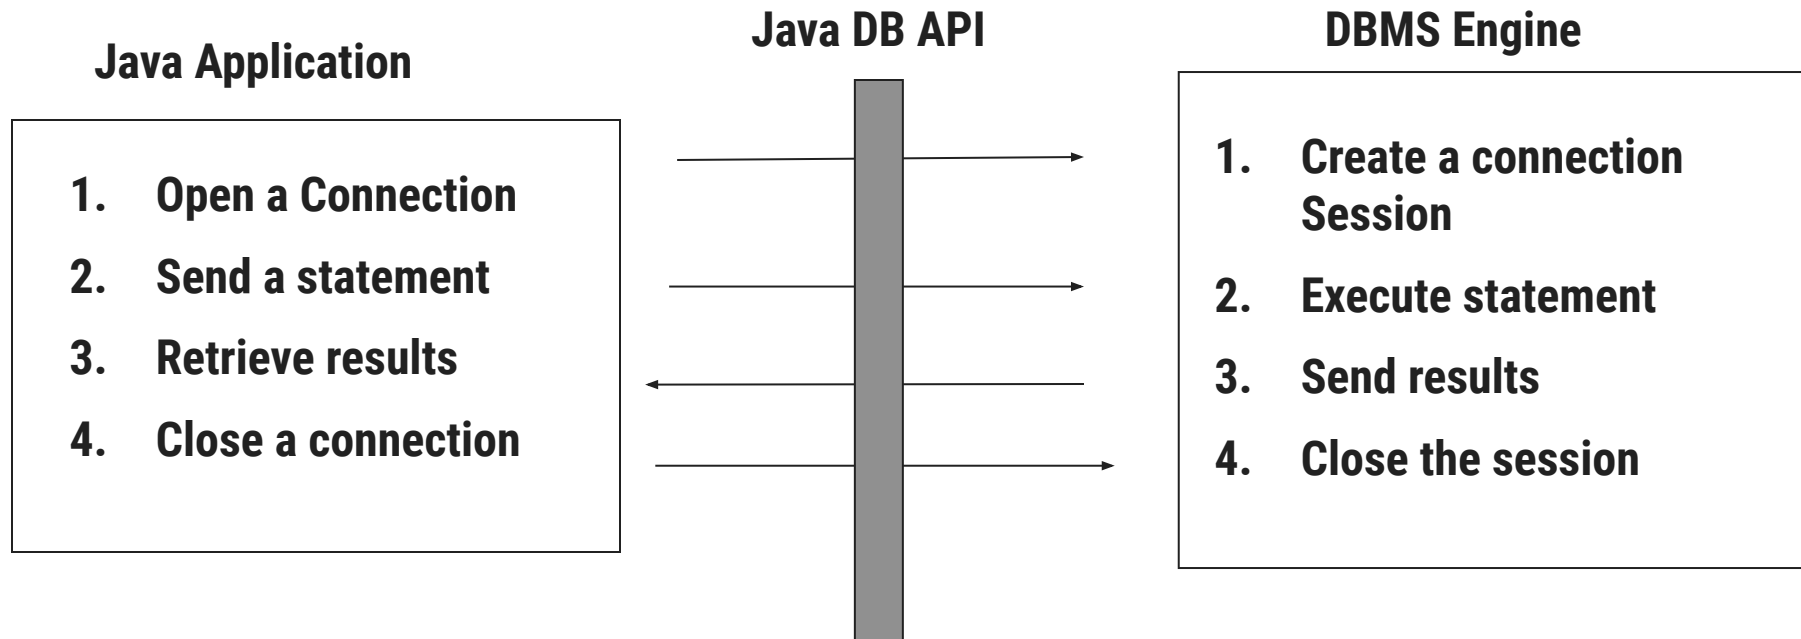 Java Application
1. Open a Connection
2. Send a statement
3. Retrieve results
4. Close a connection
Java DB API
DBMS Engine
1. Create a connection
Session
2. Execute statement
3. Send results
4. Close the session